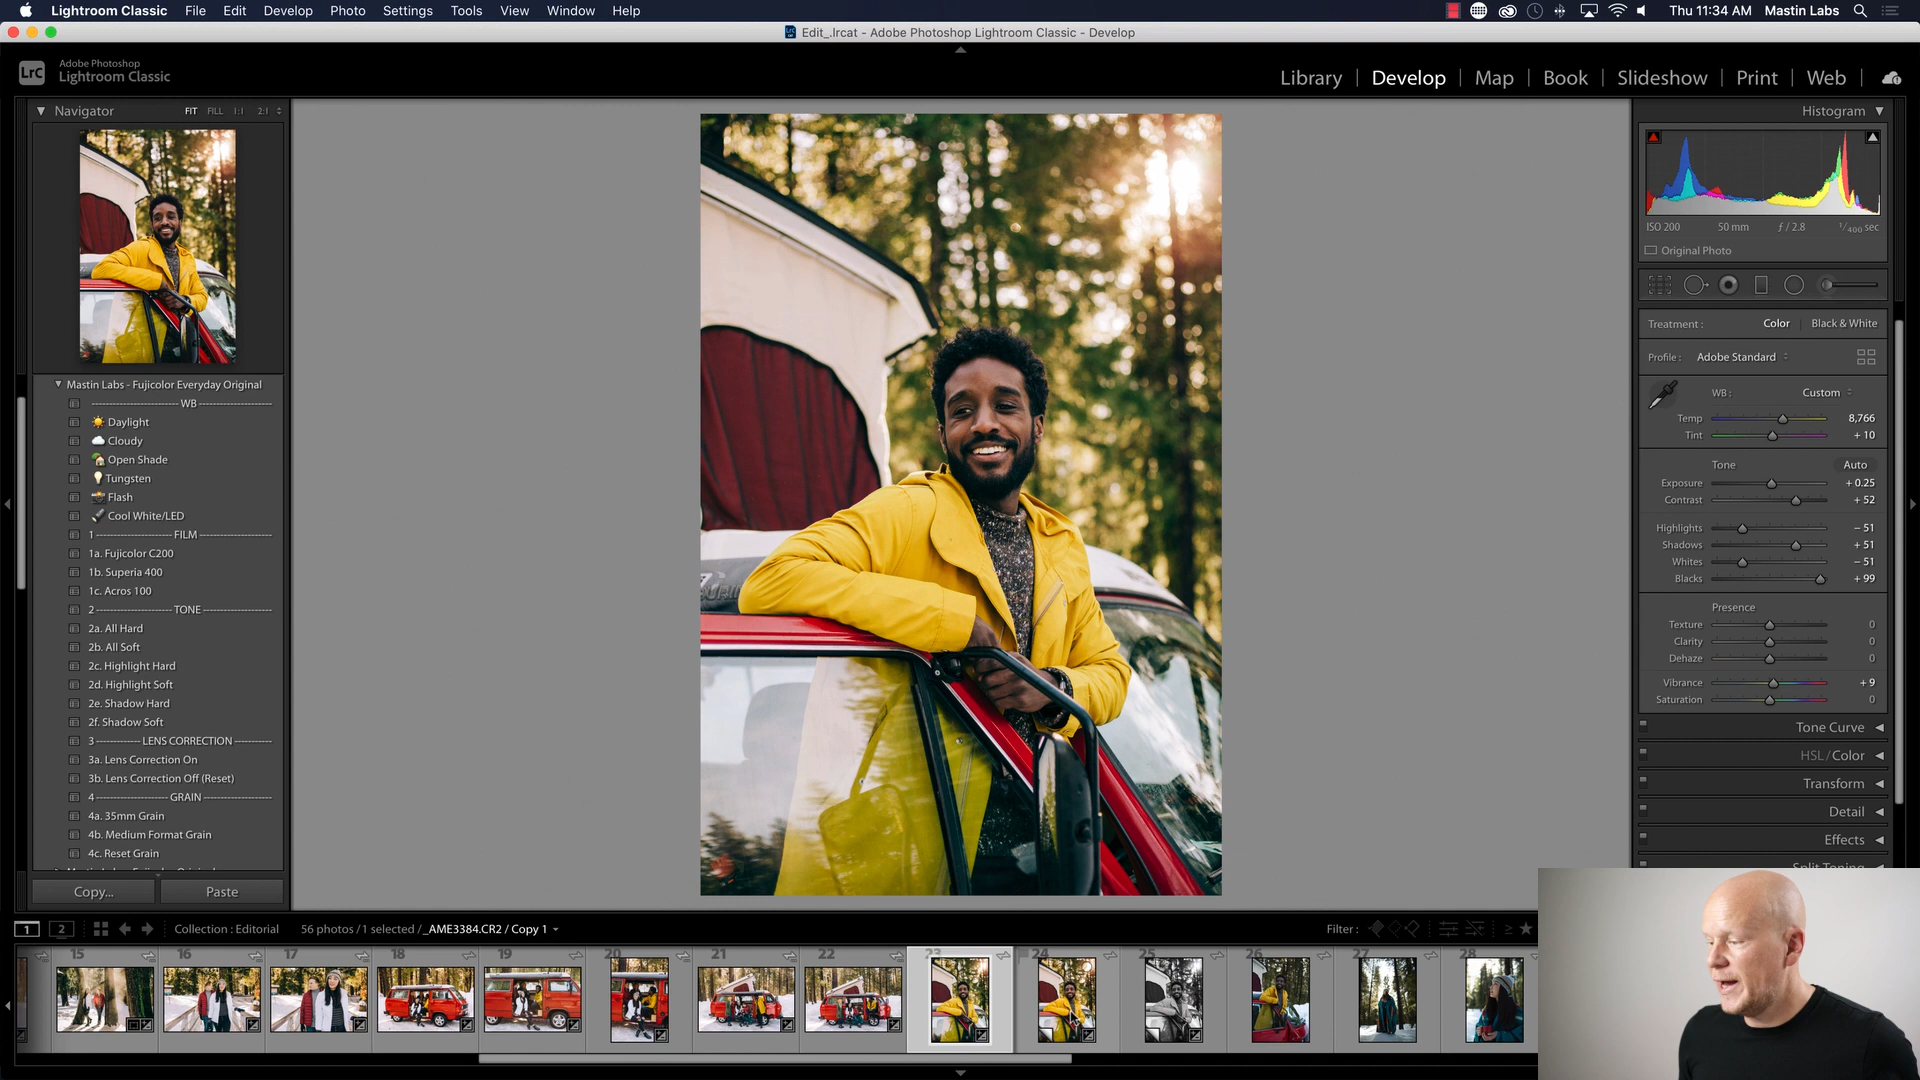 Lightroom Classic File Edit Develop Photo Settings Tools View Window Help
Thu 11:34 AM Mastin Labs
Edit_.lrcat - Adobe Photoshop Lightroom Classic - Develop
LrC Adobe Photoshop
Lightroom Classic
Library | Develop | Map | Book | Slideshow | Print | Web
Navigator FIT FILL 1:1 2:1
Mastin Labs - Fujicolor Everyday Original
WB
Daylight
Cloudy
Open Shade
Tungsten
Flash
Cool White/LED
1 FILM
1a. Fujicolor C200
1b. Superia 400
1c. Acros 100
2 TONE
2a. All Hard
2b. All Soft
2c. Highlight Hard
2d. Highlight Soft
2e. Shadow Hard
2f. Shadow Soft
3 LENS CORRECTION
3a. Lens Correction On
3b. Lens Correction Off (Reset)
4 GRAIN
4a. 35mm Grain
4b. Medium Format Grain
4c. Reset Grain
Copy... Paste
Histogram
ISO 200 50 mm ƒ / 2.8 1/400 sec
Original Photo
Treatment : Color | Black & White
Profile : Adobe Standard
WB : Custom
Temp 8,766
Tint + 10
Tone Auto
Exposure + 0.25
Contrast + 52
Highlights − 51
Shadows + 51
Whites − 51
Blacks + 99
Presence
Texture 0
Clarity 0
Dehaze 0
Vibrance + 9
Saturation 0
Tone Curve
HSL / Color
Transform
Detail
Effects
1 2 Collection : Editorial 56 photos / 1 selected / _AME3384.CR2 / Copy 1
Filter : ≥ ★
15 16 17 18 19 20 21 22 23 24 25 26 27 28